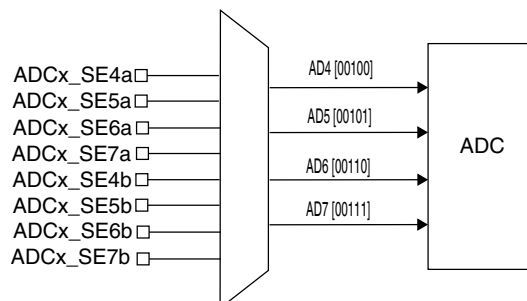 ADCx_SE4a
ADCx_SE5a
ADCx_SE6a
ADCx_SE7a
ADCx_SE4b
ADCx_SE5b
ADCx_SE6b
ADCx_SE7b
AD4 [00100]
AD5 [00101]
AD6 [00110]
AD7 [00111]
ADC